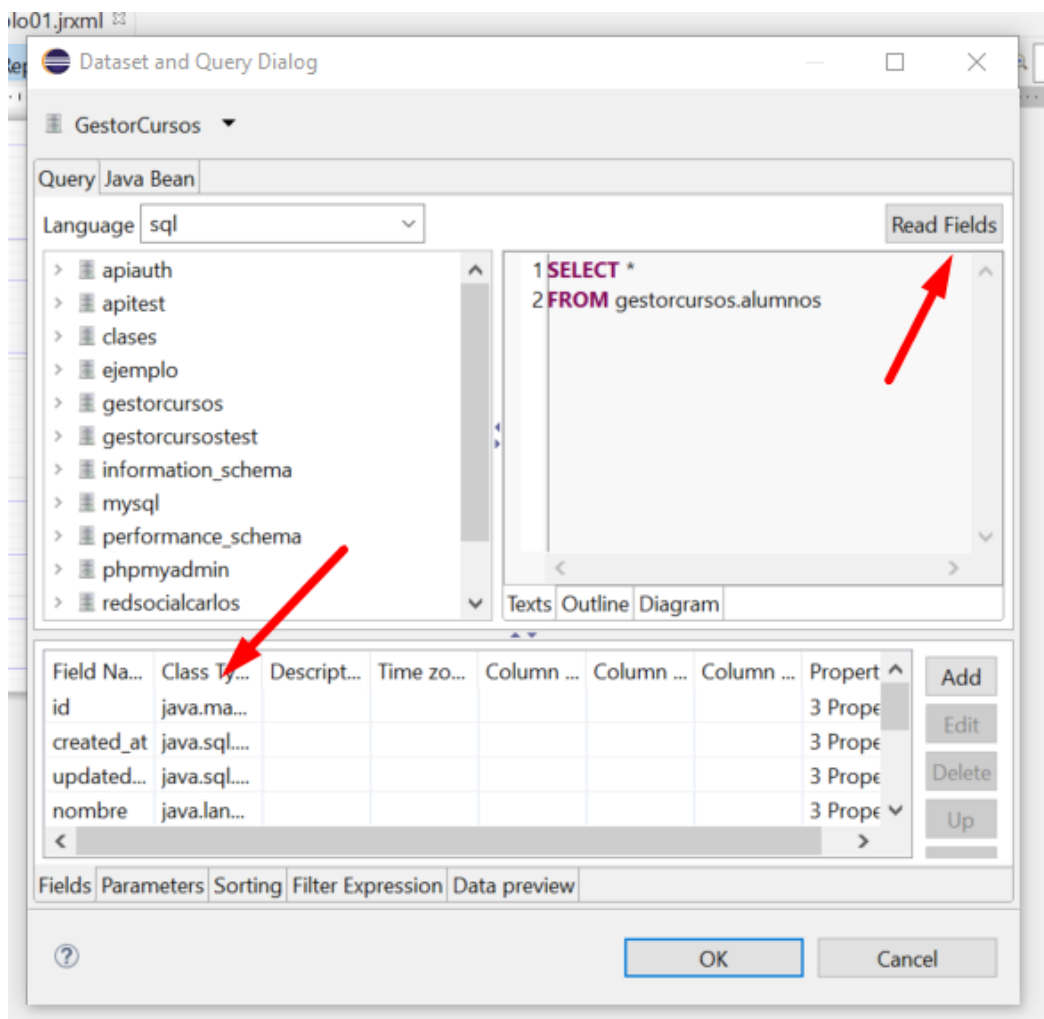 lo01.jrxml
Rep
Dataset and Query Dialog
GestorCursos
Query Java Bean
Language sql
Read Fields
apiauth
apitest
clases
ejemplo
gestorcursos
gestorcursostest
information_schema
mysql
performance_schema
phpmyadmin
redsocialcarlos
1 SELECT *
2 FROM gestorcursos.alumnos
Texts Outline Diagram
Field Na... Class Ty... Descript... Time zo... Column ... Column ... Column ... Propert
id java.ma... 3 Prope
created_at java.sql.... 3 Prope
updated... java.sql.... 3 Prope
nombre java.lan... 3 Prope
Add
Edit
Delete
Up
Fields Parameters Sorting Filter Expression Data preview
?
OK
Cancel